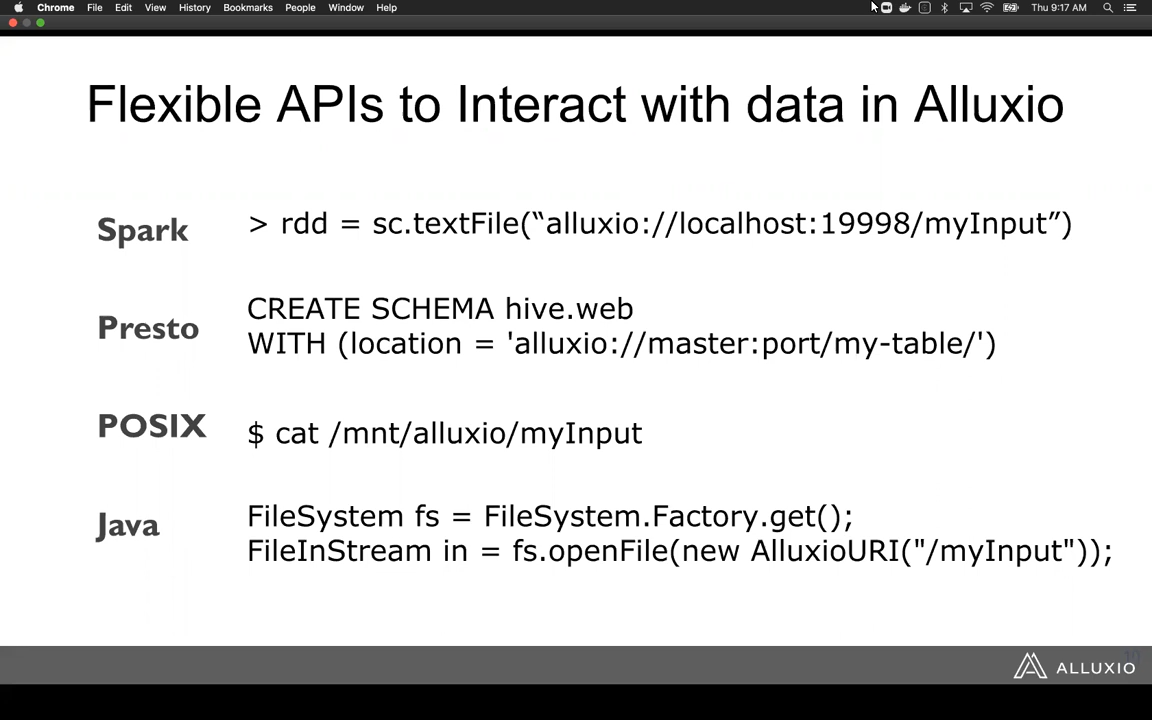 Chrome File Edit View History Bookmarks People Window Help Thu 9:17 AM
Flexible APIs to Interact with data in Alluxio
Spark > rdd = sc.textFile(“alluxio://localhost:19998/myInput”)
Presto CREATE SCHEMA hive.web
WITH (location = 'alluxio://master:port/my-table/')
POSIX $ cat /mnt/alluxio/myInput
Java FileSystem fs = FileSystem.Factory.get();
FileInStream in = fs.openFile(new AlluxioURI("/myInput"));
ALLUXIO